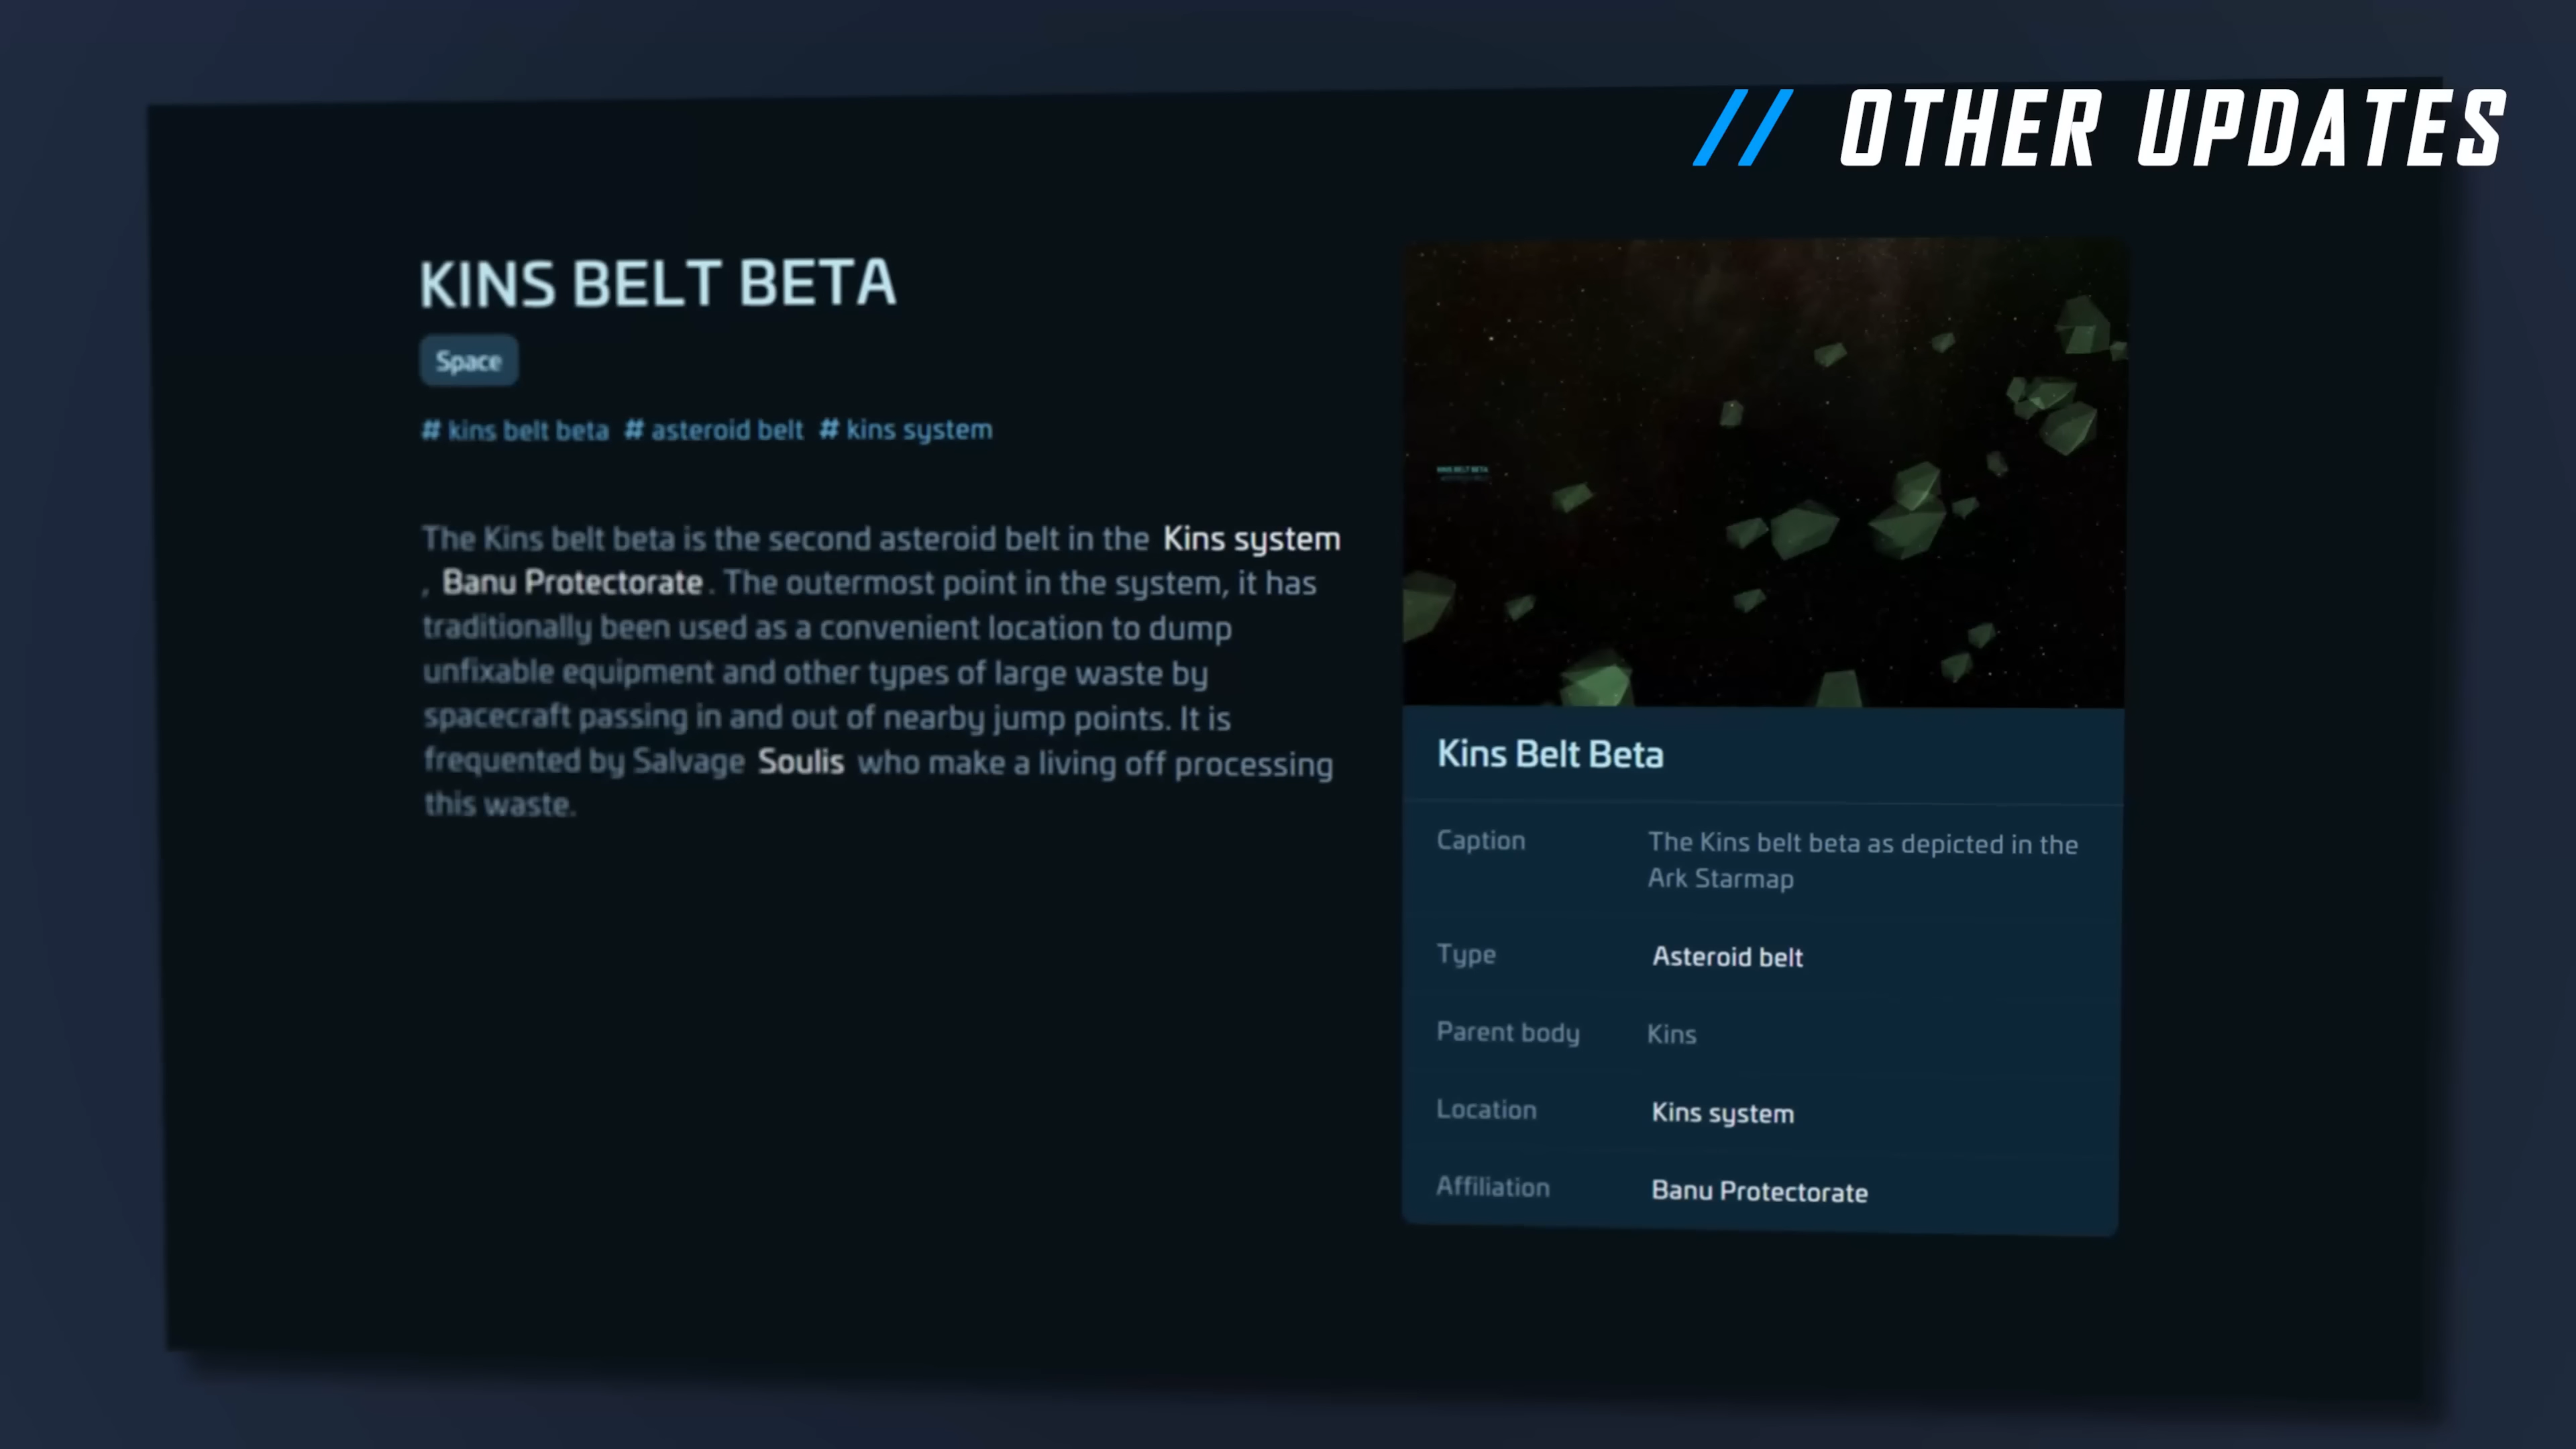 // OTHER UPDATES
KINS BELT BETA
Space
# kins belt beta # asteroid belt # kins system
The Kins belt beta is the second asteroid belt in the Kins system
, Banu Protectorate . The outermost point in the system, it has
traditionally been used as a convenient location to dump
unfixable equipment and other types of large waste by
spacecraft passing in and out of nearby jump points. It is
frequented by Salvage Soulis who make a living off processing
this waste.
KINS BELT BETA
Kins Belt Beta
Caption The Kins belt beta as depicted in the
Ark Starmap
Type Asteroid belt
Parent body Kins
Location Kins system
Affiliation Banu Protectorate